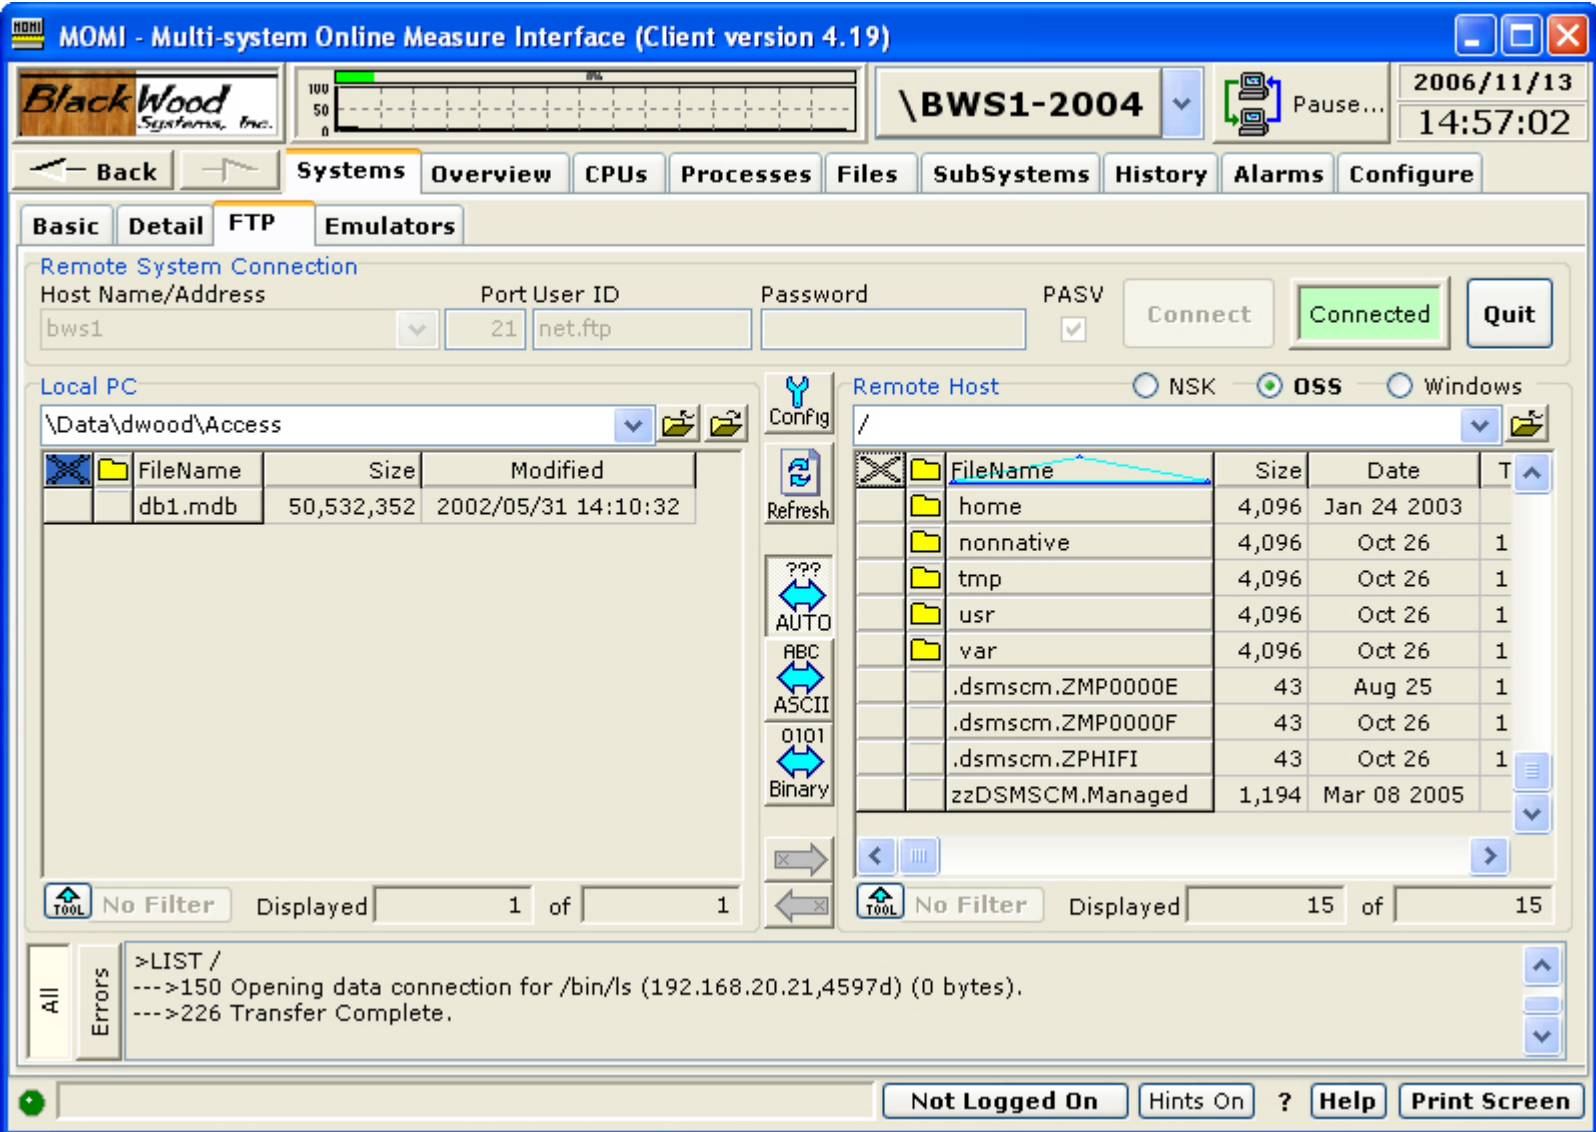 MOMI - Multi-system Online Measure Interface (Client version 4.19)
BlackWood Systems, Inc.
100
50
0
0%
\BWS1-2004
Pause...
2006/11/13
14:57:02
Back
Systems Overview CPUs Processes Files SubSystems History Alarms Configure
Basic Detail FTP Emulators
Remote System Connection
Host Name/Address Port User ID Password PASV
bws1 21 net.ftp Connect Connected Quit
Local PC
\Data\dwood\Access
FileName Size Modified
db1.mdb 50,532,352 2002/05/31 14:10:32
No Filter Displayed 1 of 1
TOOL
Config
Refresh
???
AUTO
ABC
ASCII
0101
Binary
Remote Host NSK OSS Windows
/
FileName Size Date T
home 4,096 Jan 24 2003
nonnative 4,096 Oct 26 1
tmp 4,096 Oct 26 1
usr 4,096 Oct 26 1
var 4,096 Oct 26 1
.dsmscm.ZMP0000E 43 Aug 25 1
.dsmscm.ZMP0000F 43 Oct 26 1
.dsmscm.ZPHIFI 43 Oct 26 1
zzDSMSCM.Managed 1,194 Mar 08 2005
TOOL
No Filter Displayed 15 of 15
All
Errors
>LIST /
--->150 Opening data connection for /bin/ls (192.168.20.21,4597d) (0 bytes).
--->226 Transfer Complete.
Not Logged On Hints On ? Help Print Screen